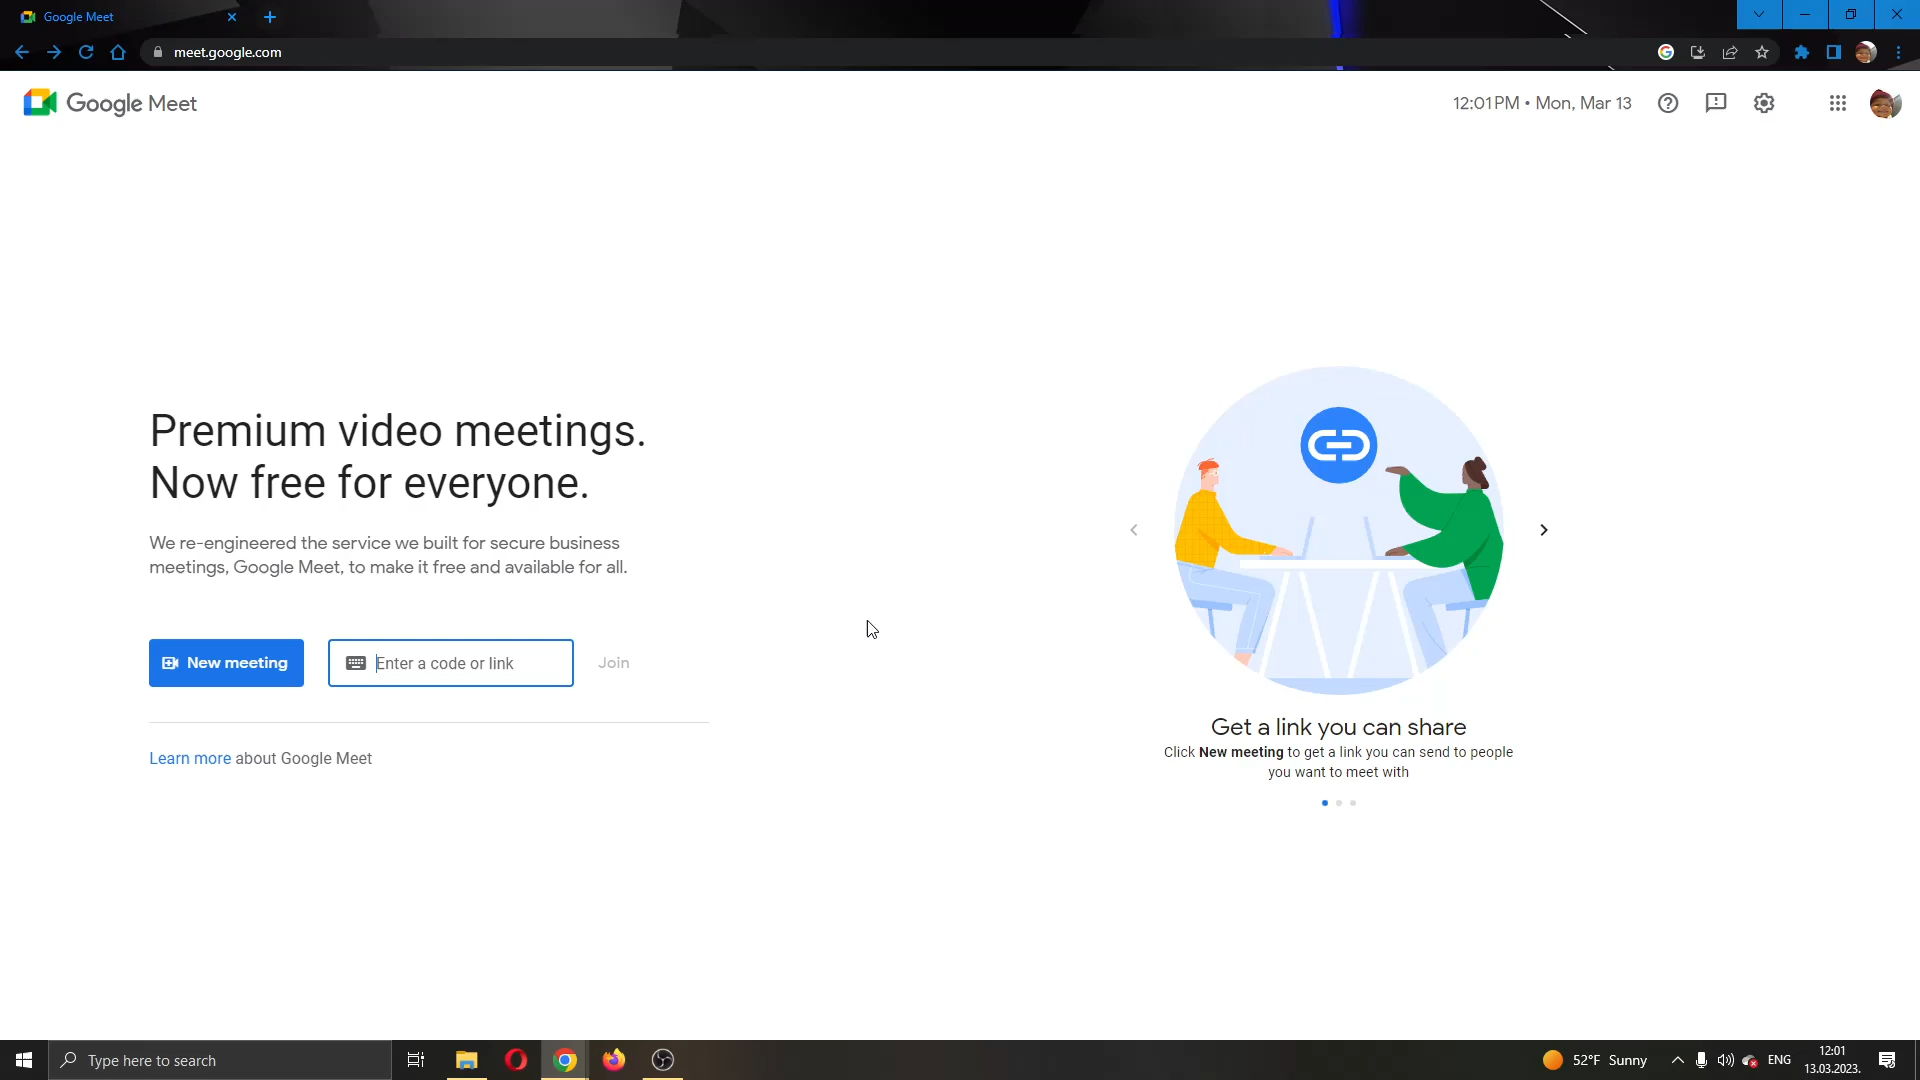 Google Meet
meet.google.com
Google Meet
12:01 PM • Mon, Mar 13
Premium video meetings.
Now free for everyone.
We re-engineered the service we built for secure business
meetings, Google Meet, to make it free and available for all.
New meeting
Enter a code or link
Join
Learn more about Google Meet
Get a link you can share
Click New meeting to get a link you can send to people
you want to meet with
Type here to search
52°F Sunny
ENG
12:01
13.03.2023.